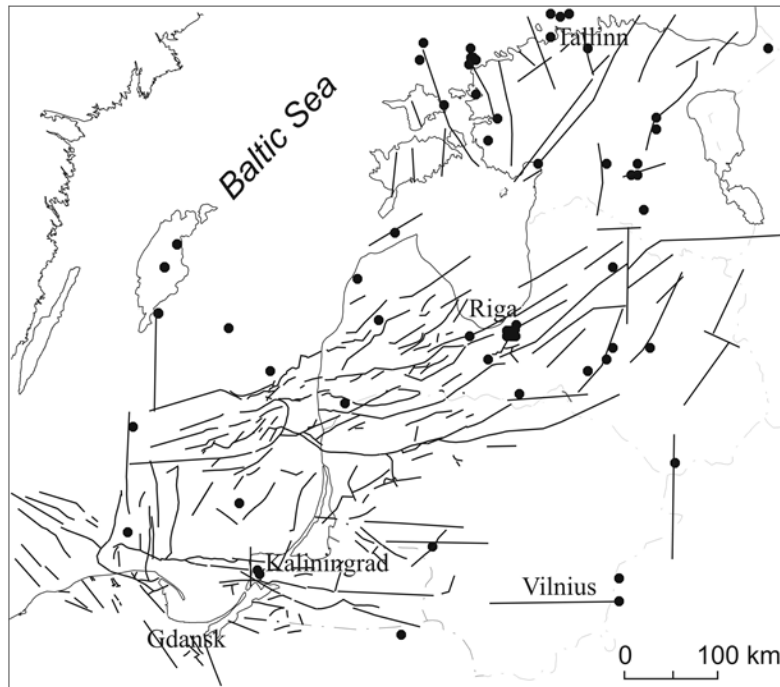 Tallinn
Baltic Sea
Riga
Kaliningrad
Vilnius
Gdansk
0 100 km